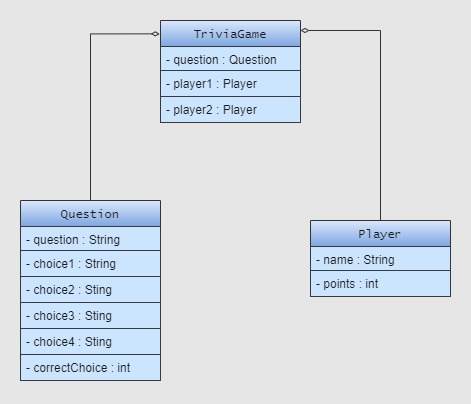 TriviaGame
- question : Question
- player1 : Player
- player2 : Player
Question
- question : String
- choice1 : String
- choice2 : Sting
- choice3 : Sting
- choice4 : Sting
- correctChoice : int
Player
- name : String
- points : int